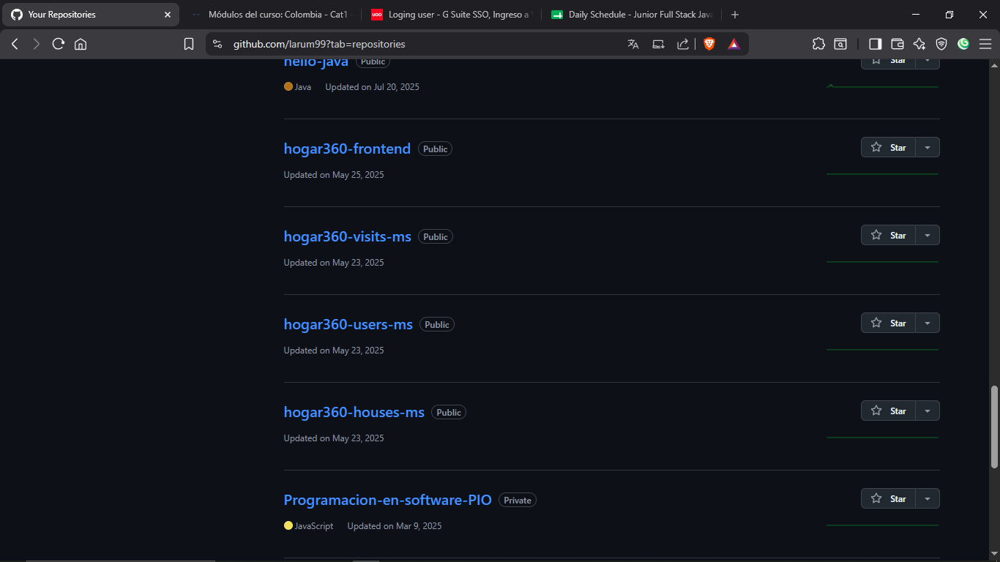 Your Repositories
Módulos del curso: Colombia - Cat1
UGO
Loging user - G Suite SSO, Ingreso a
Daily Schedule - Junior Full Stack Java
github.com/larum99?tab=repositories
hello-java Public
Star
Java Updated on Jul 20, 2025
hogar360-frontend Public
Star
Updated on May 25, 2025
hogar360-visits-ms Public
Star
Updated on May 23, 2025
hogar360-users-ms Public
Star
Updated on May 23, 2025
hogar360-houses-ms Public
Star
Updated on May 23, 2025
Programacion-en-software-PIO Private
Star
JavaScript Updated on Mar 9, 2025